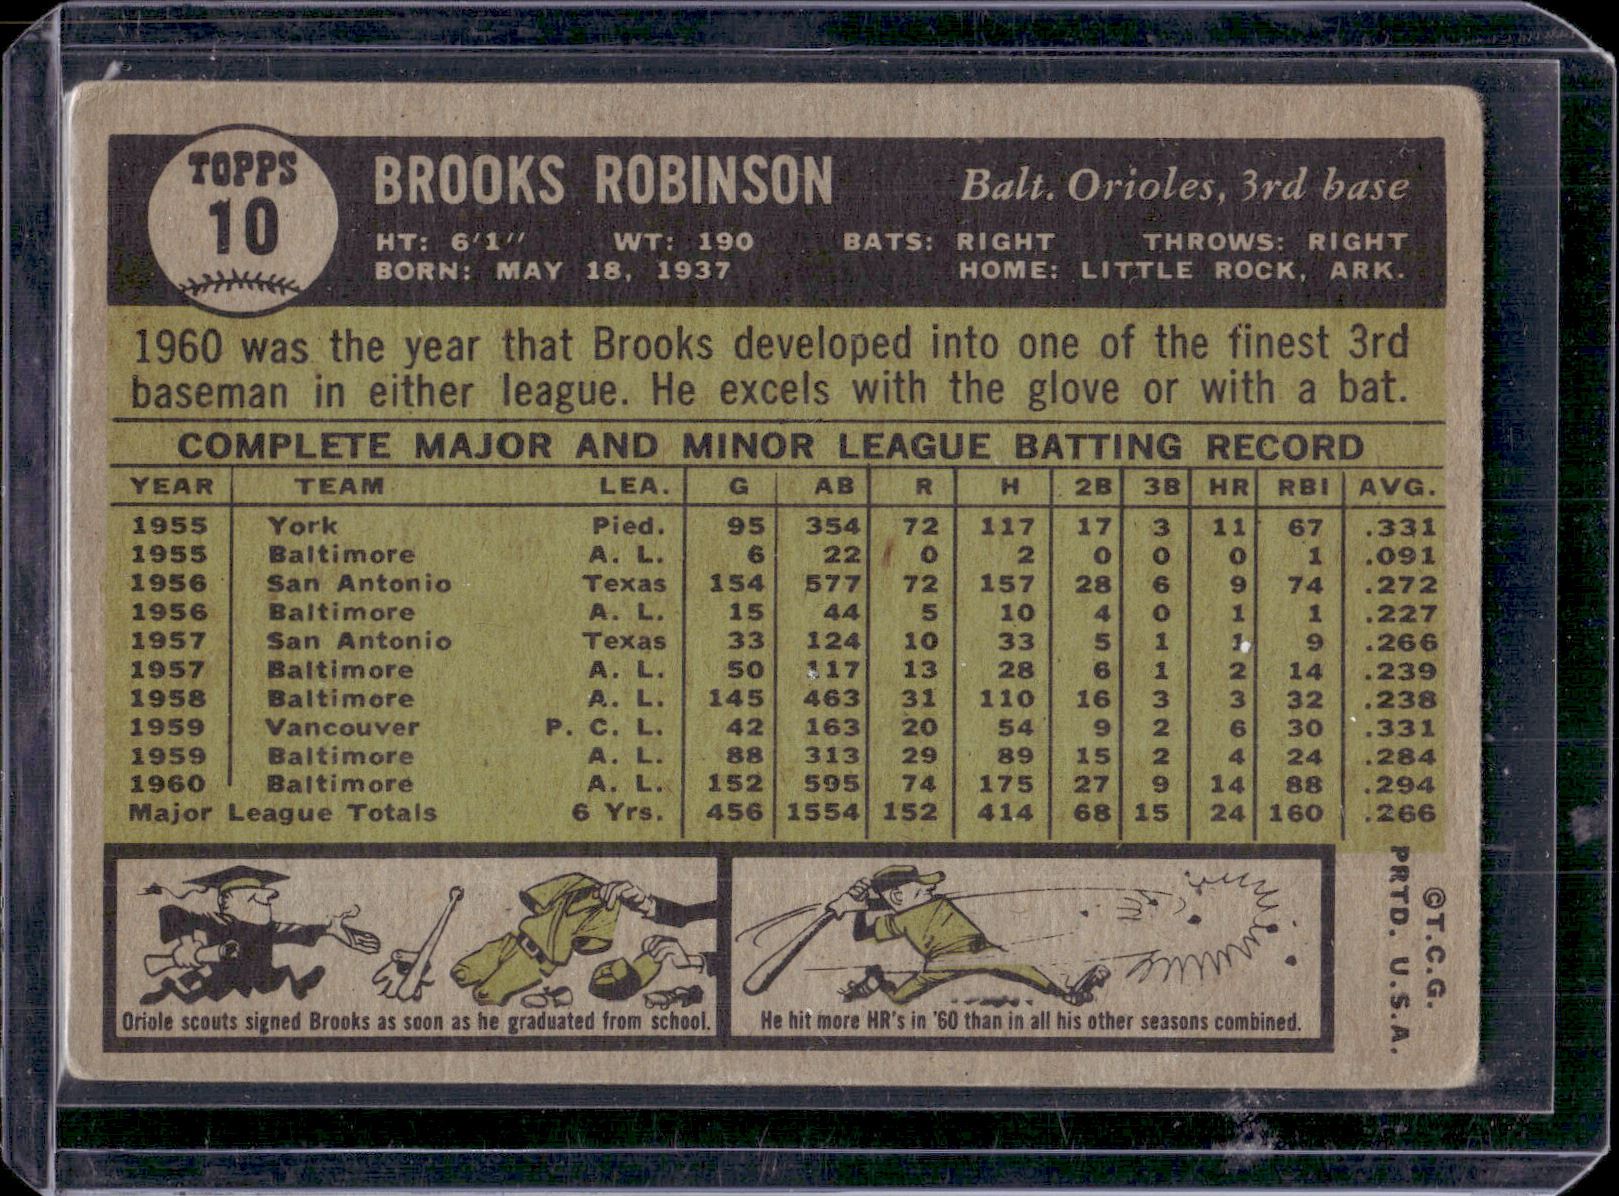 TOPPS
10
BROOKS ROBINSON
Balt. Orioles, 3rd base
HT: 6'1" WT: 190 BATS: RIGHT THROWS: RIGHT
BORN: MAY 18, 1937 HOME: LITTLE ROCK, ARK.
1960 was the year that Brooks developed into one of the finest 3rd
baseman in either league. He excels with the glove or with a bat.
COMPLETE MAJOR AND MINOR LEAGUE BATTING RECORD
YEAR TEAM LEA. G AB R H 2B 3B HR RBI AVG.
1955 York Pied. 95 354 72 117 17 3 11 67 .331
1955 Baltimore A. L. 6 22 0 2 0 0 0 1 .091
1956 San Antonio Texas 154 577 72 157 28 6 9 74 .272
1956 Baltimore A. L. 15 44 5 10 4 0 1 1 .227
1957 San Antonio Texas 33 124 10 33 5 1 1 9 .266
1957 Baltimore A. L. 50 117 13 28 6 1 2 14 .239
1958 Baltimore A. L. 145 463 31 110 16 3 3 32 .238
1959 Vancouver P. C. L. 42 163 20 54 9 2 6 30 .331
1959 Baltimore A. L. 88 313 29 89 15 2 4 24 .284
1960 Baltimore A. L. 152 595 74 175 27 9 14 88 .294
Major League Totals 6 Yrs. 456 1554 152 414 68 15 24 160 .266
Oriole scouts signed Brooks as soon as he graduated from school.
He hit more HR's in '60 than in all his other seasons combined.
©T.C.G.
PRTD. U.S.A.